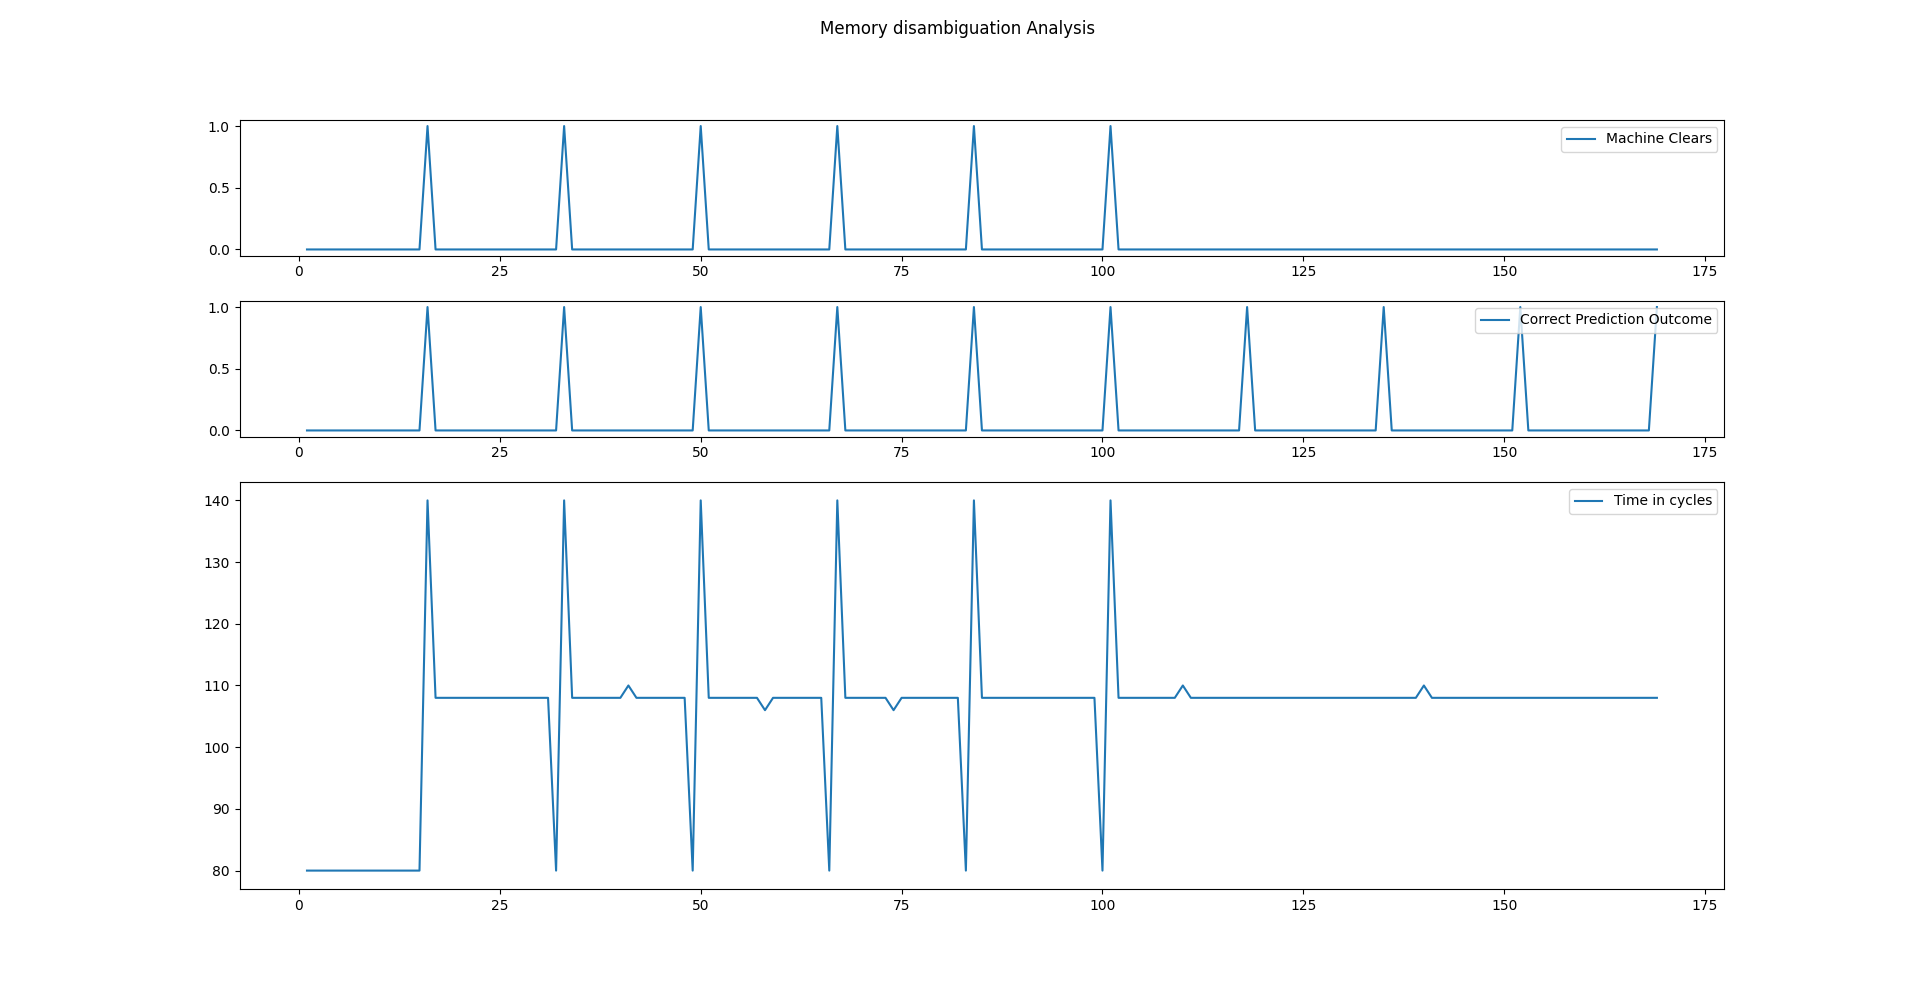 Memory disambiguation Analysis
1.0
0.5
0.0
Machine Clears
0 25 50 75 100 125 150 175
1.0
0.5
0.0
Correct Prediction Outcome
0 25 50 75 100 125 150 175
140
130
120
110
100
90
80
Time in cycles
0 25 50 75 100 125 150 175